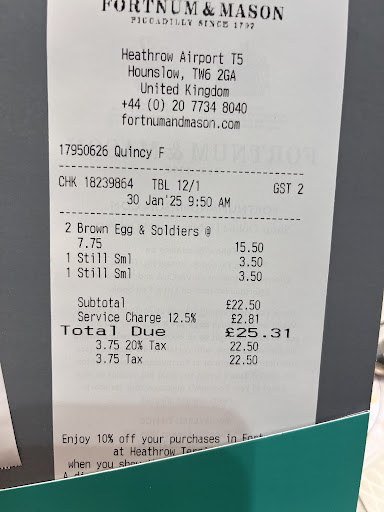 FORTNUM & MASON
PICCADILLY SINCE 1707
Heathrow Airport T5
Hounslow, TW6 2GA
United Kingdom
+44 (0) 20 7734 8040
fortnumandmason.com
17950626 Quincy F
CHK 18239864 TBL 12/1 GST 2
30 Jan'25 9:50 AM
2 Brown Egg & Soldiers @
7.75 15.50
1 Still Sml 3.50
1 Still Sml 3.50
Subtotal £22.50
Service Charge 12.5% £2.81
Total Due £25.31
3.75 20% Tax 22.50
3.75 Tax 22.50
Enjoy 10% off your purchases in
at Heathrow
when you